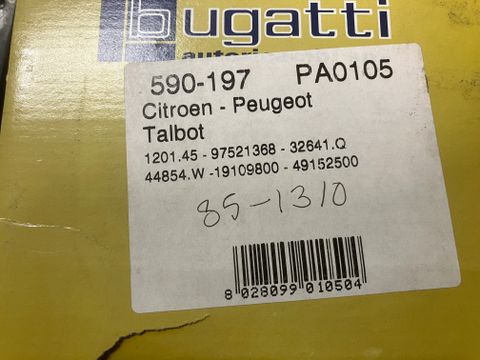 bugatti
autoricambi
590-197 PA0105
Citroen - Peugeot
Talbot
1201.45 - 97521368 - 32641.Q
44854.W -19109800 - 49152500
85-1310
8 028099 010504